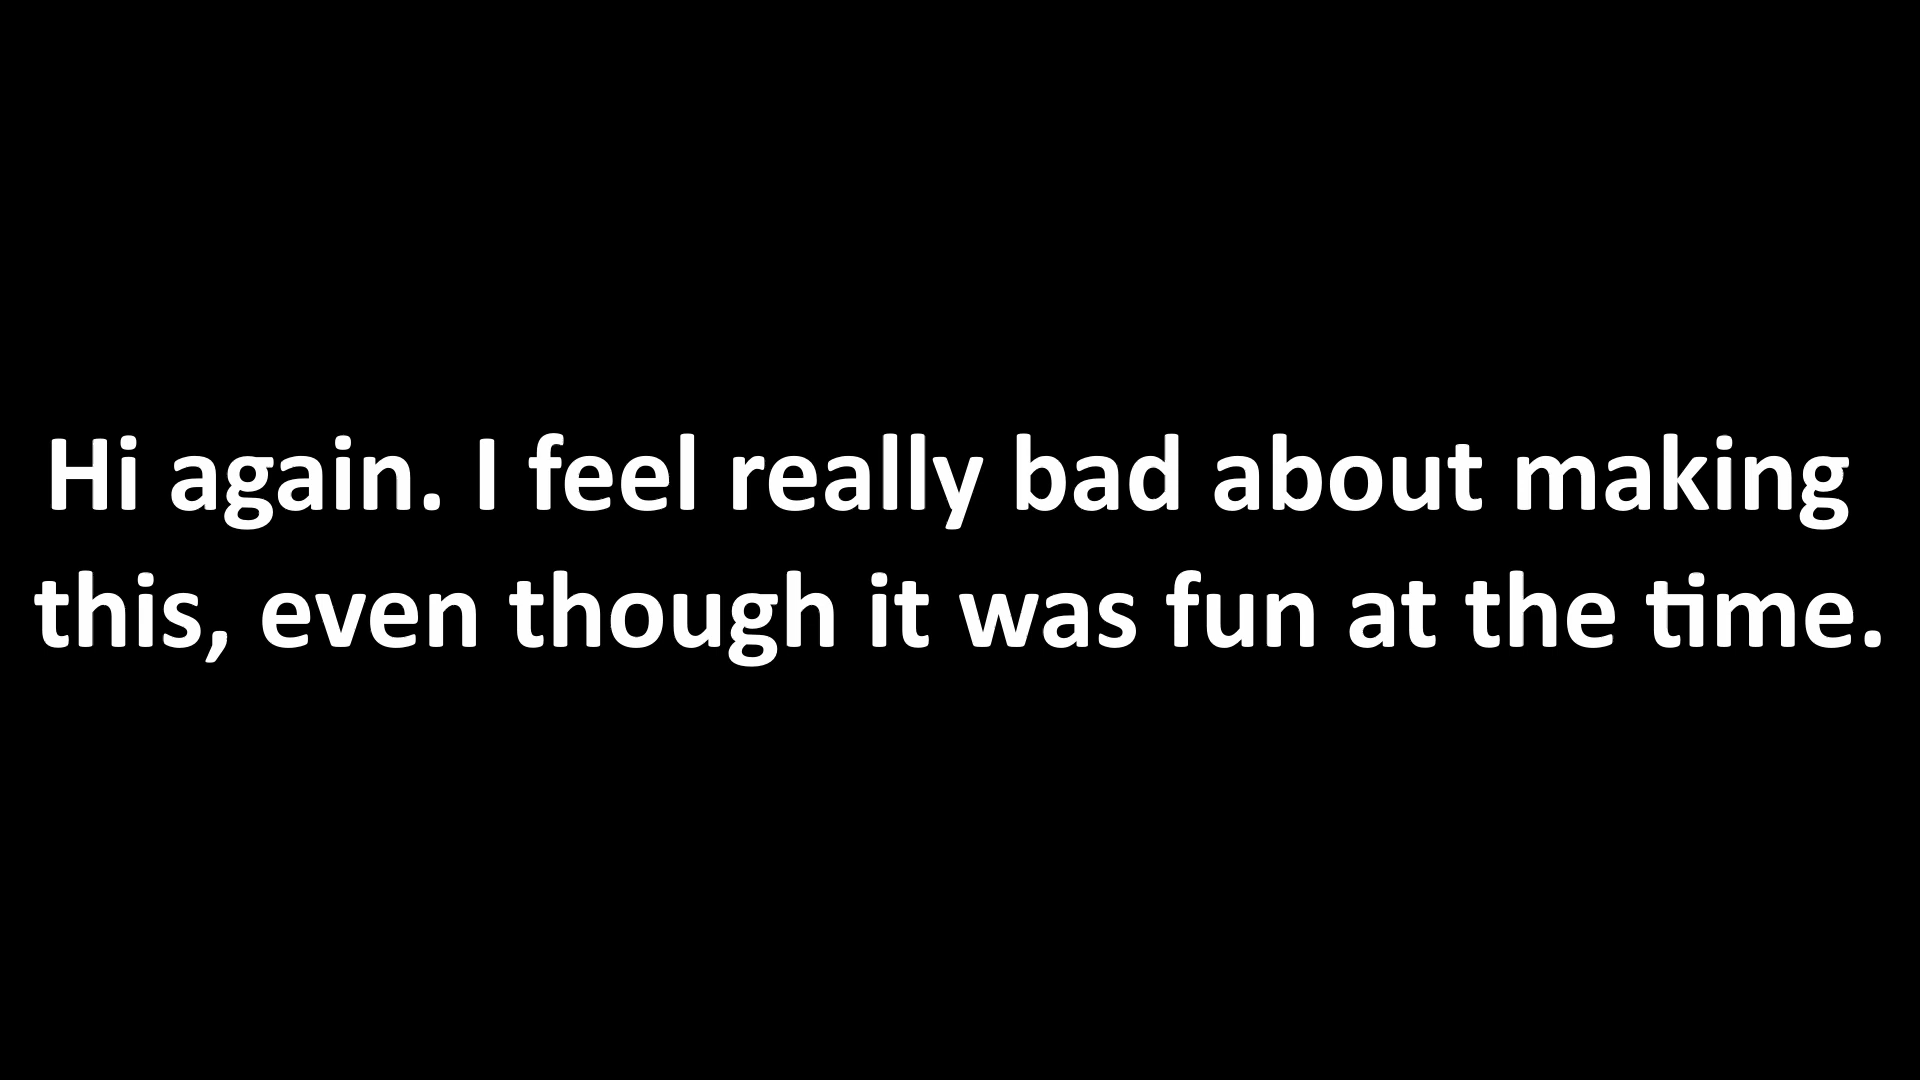 Hi again. I feel really bad about making
this, even though it was fun at the time.